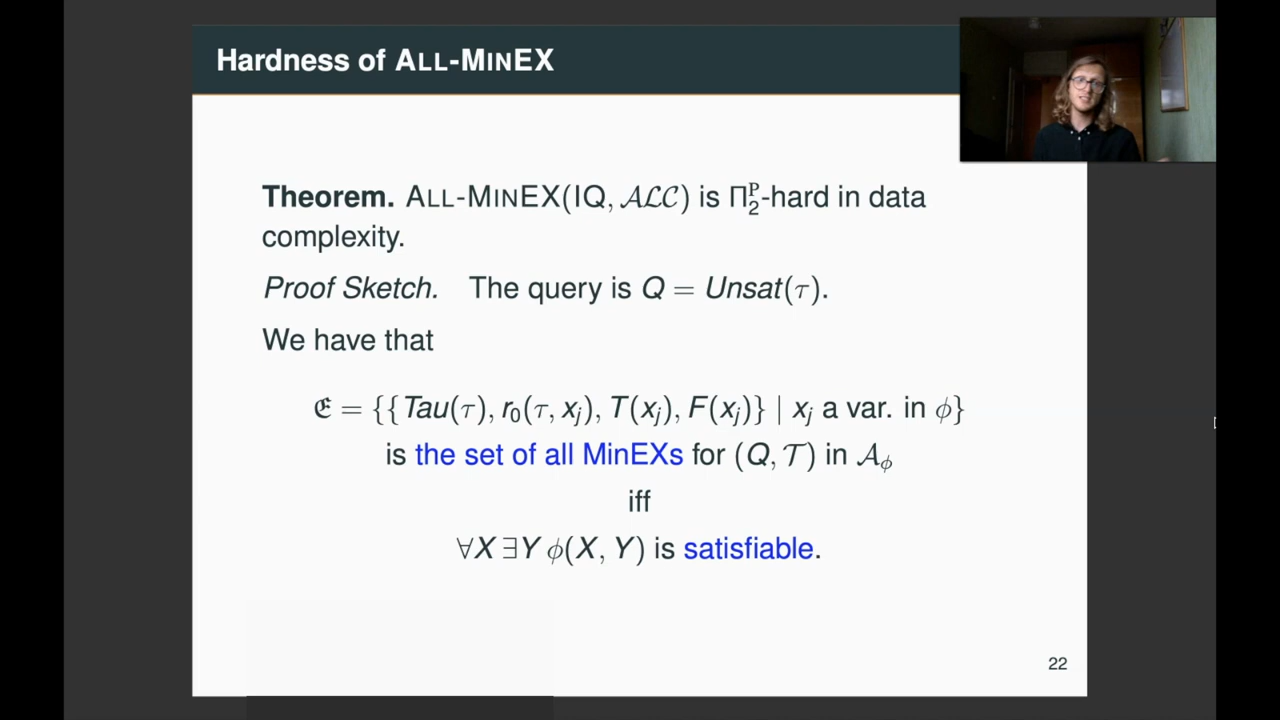 Hardness of ALL-MINEX
Theorem. ALL-MINEX(IQ, 𝒜ℒ𝒞) is Π₂ᴾ-hard in data
complexity.
Proof Sketch. The query is Q = Unsat(τ).
We have that
𝔈 = {{Tau(τ), r₀(τ, xⱼ), T(xⱼ), F(xⱼ)} | xⱼ a var. in ϕ}
is the set of all MinEXs for (Q, 𝒯) in 𝒜ϕ
iff
∀X ∃Y ϕ(X, Y) is satisfiable.
22